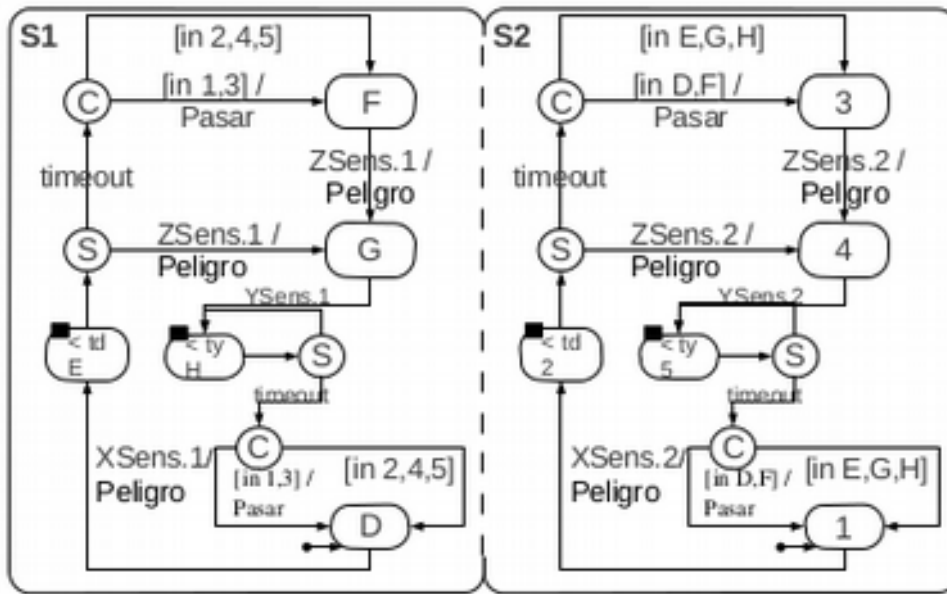 S1
[in 2,4,5]
C
[in 1,3] /
Pasar
F
timeout
ZSens.1 /
Peligro
S
ZSens.1 /
Peligro
G
YSens.1
< td
E
< ty
H
S
timeout
C
XSens.1/
Peligro
[in 1,3] /
Pasar
[in 2,4,5]
D
S2
[in E,G,H]
C
[in D,F] /
Pasar
3
timeout
ZSens.2 /
Peligro
S
ZSens.2 /
Peligro
4
YSens.2
< td
2
< ty
5
S
timeout
C
XSens.2/
Peligro
[in D,F] /
Pasar
[in E,G,H]
1